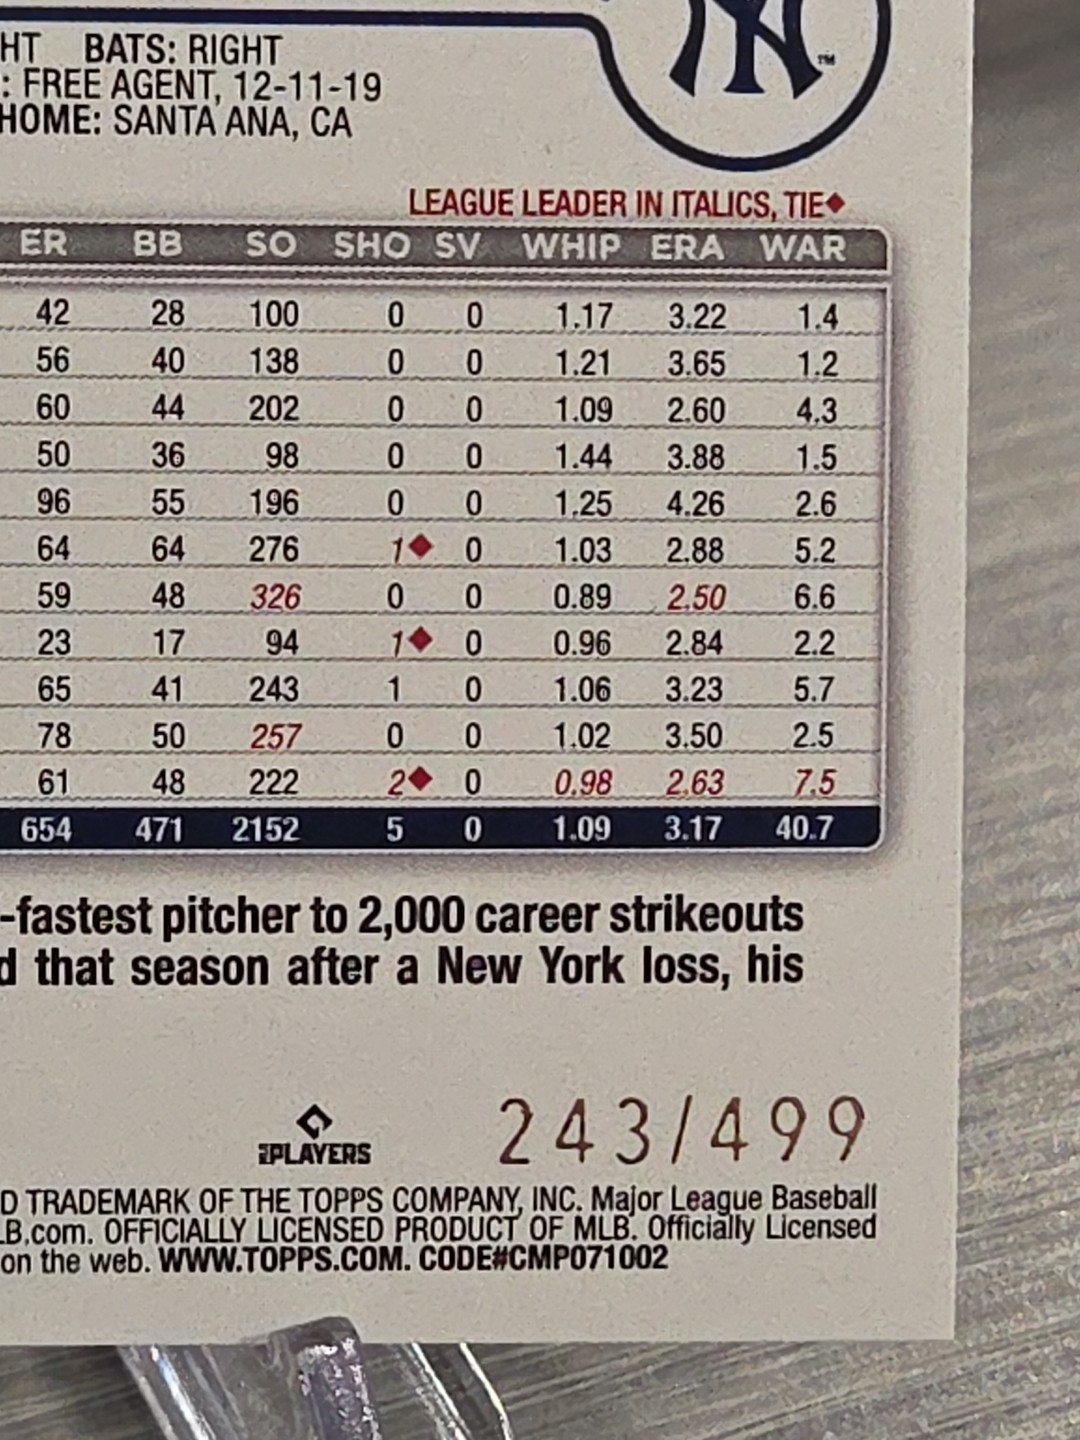 NY ™
HT BATS: RIGHT
: FREE AGENT, 12-11-19
HOME: SANTA ANA, CA
LEAGUE LEADER IN ITALICS, TIE◆
ER BB SO SHO SV WHIP ERA WAR
42 28 100 0 0 1.17 3.22 1.4
56 40 138 0 0 1.21 3.65 1.2
60 44 202 0 0 1.09 2.60 4.3
50 36 98 0 0 1.44 3.88 1.5
96 55 196 0 0 1.25 4.26 2.6
64 64 276 1◆ 0 1.03 2.88 5.2
59 48 326 0 0 0.89 2.50 6.6
23 17 94 1◆ 0 0.96 2.84 2.2
65 41 243 1 0 1.06 3.23 5.7
78 50 257 0 0 1.02 3.50 2.5
61 48 222 2◆ 0 0.98 2.63 7.5
654 471 2152 5 0 1.09 3.17 40.7
-fastest pitcher to 2,000 career strikeouts
d that season after a New York loss, his
PLAYERS
243/499
D TRADEMARK OF THE TOPPS COMPANY, INC. Major League Baseball
LB.com. OFFICIALLY LICENSED PRODUCT OF MLB. Officially Licensed
on the web. WWW.TOPPS.COM. CODE#CMP071002